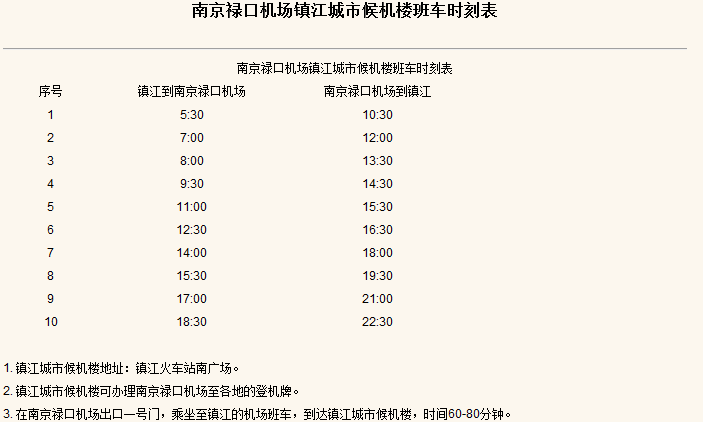 南京禄口机场镇江城市候机楼班车时刻表
南京禄口机场镇江城市候机楼班车时刻表
序号 镇江到南京禄口机场 南京禄口机场到镇江
1 5:30 10:30
2 7:00 12:00
3 8:00 13:30
4 9:30 14:30
5 11:00 15:30
6 12:30 16:30
7 14:00 18:00
8 15:30 19:30
9 17:00 21:00
10 18:30 22:30
1. 镇江城市候机楼地址：镇江火车站南广场。
2. 镇江城市候机楼可办理南京禄口机场至各地的登机牌。
3. 在南京禄口机场出口一号门，乘坐至镇江的机场班车，到达镇江城市候机楼，时间60-80分钟。